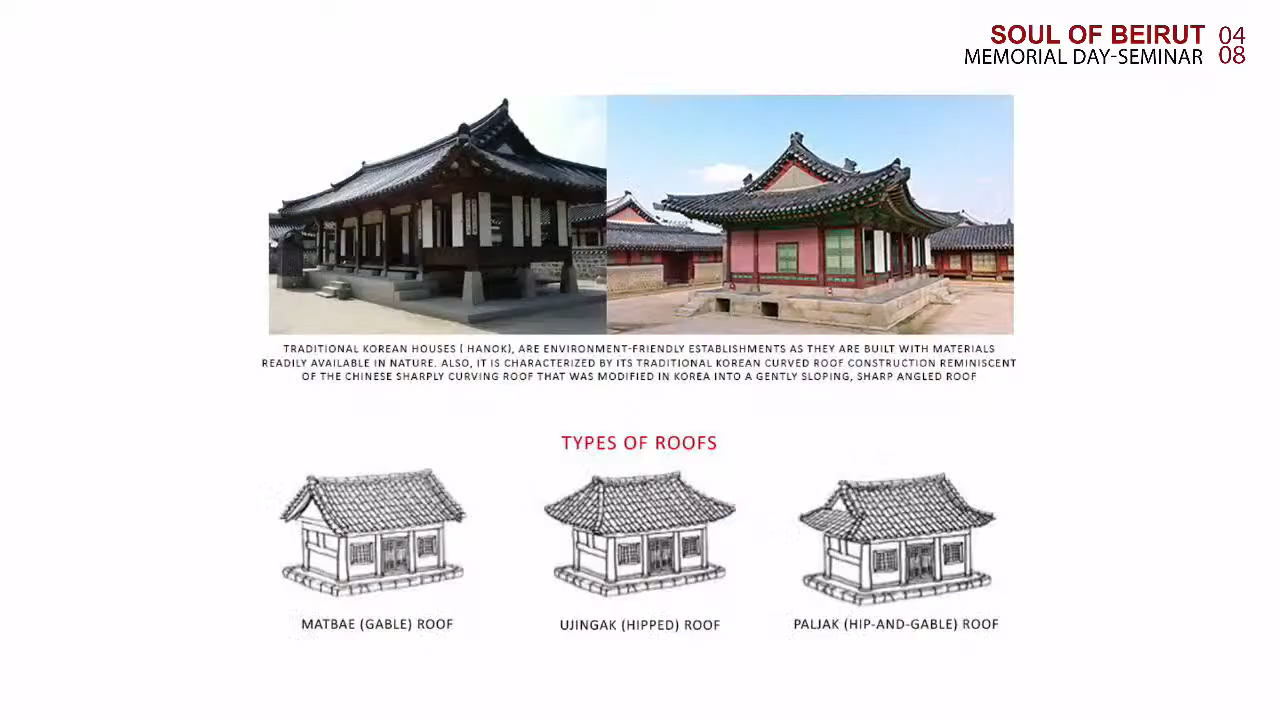 SOUL OF BEIRUT 04
MEMORIAL DAY-SEMINAR 08
TRADITIONAL KOREAN HOUSES ( HANOK), ARE ENVIRONMENT-FRIENDLY ESTABLISHMENTS AS THEY ARE BUILT WITH MATERIALS
READILY AVAILABLE IN NATURE. ALSO, IT IS CHARACTERIZED BY ITS TRADITIONAL KOREAN CURVED ROOF CONSTRUCTION REMINISCENT
OF THE CHINESE SHARPLY CURVING ROOF THAT WAS MODIFIED IN KOREA INTO A GENTLY SLOPING, SHARP ANGLED ROOF
TYPES OF ROOFS
MATBAE (GABLE) ROOF
UJINGAK (HIPPED) ROOF
PALJAK (HIP-AND-GABLE) ROOF